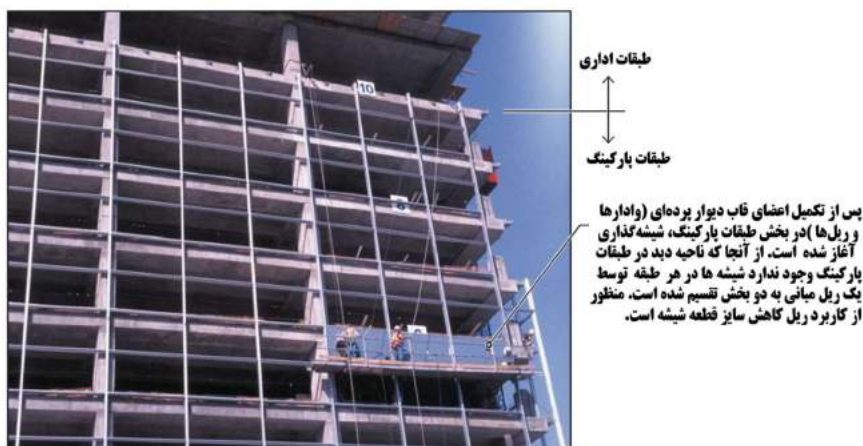 طبقات اداری
طبقات پارکینگ
پس از تکمیل اعضای قاب دیوار پرده‌ای (وادارها
و ریل‌ها )در بخش طبقات پارکینگ، شیشه‌گذاری
آغاز شده است. از آنجا که ناحیه دید در طبقات
پارکینگ وجود ندارد شیشه ها در هر طبقه توسط
یک ریل میانی به دو بخش تقسیم شده است. منظور
از کاربرد ریل کاهش سایز قطعه شیشه است.
10